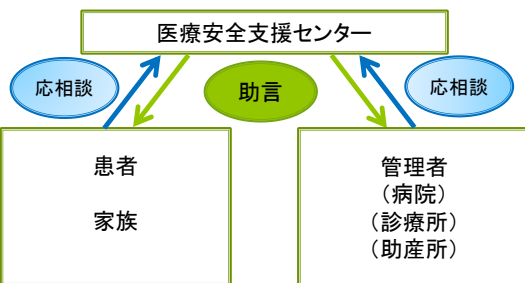 医療安全支援センター
応相談
助言
応相談
患者
家族
管理者
（病院）
（診療所）
（助産所）